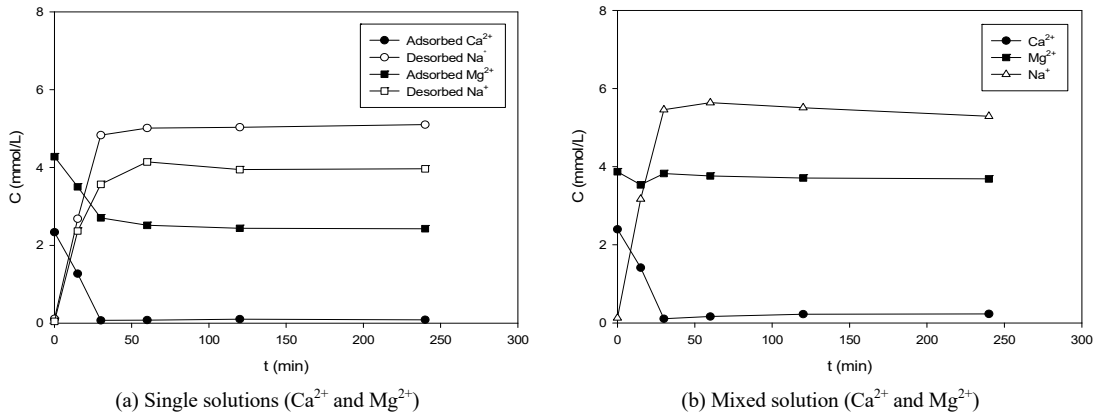 8
6
4
2
0
C (mmol/L)
0 50 100 150 200 250 300
t (min)
Adsorbed Ca²⁺
Desorbed Na⁺
Adsorbed Mg²⁺
Desorbed Na⁺
(a) Single solutions (Ca²⁺ and Mg²⁺)
8
6
4
2
0
C (mmol/L)
0 50 100 150 200 250 300
t (min)
Ca²⁺
Mg²⁺
Na⁺
(b) Mixed solution (Ca²⁺ and Mg²⁺)